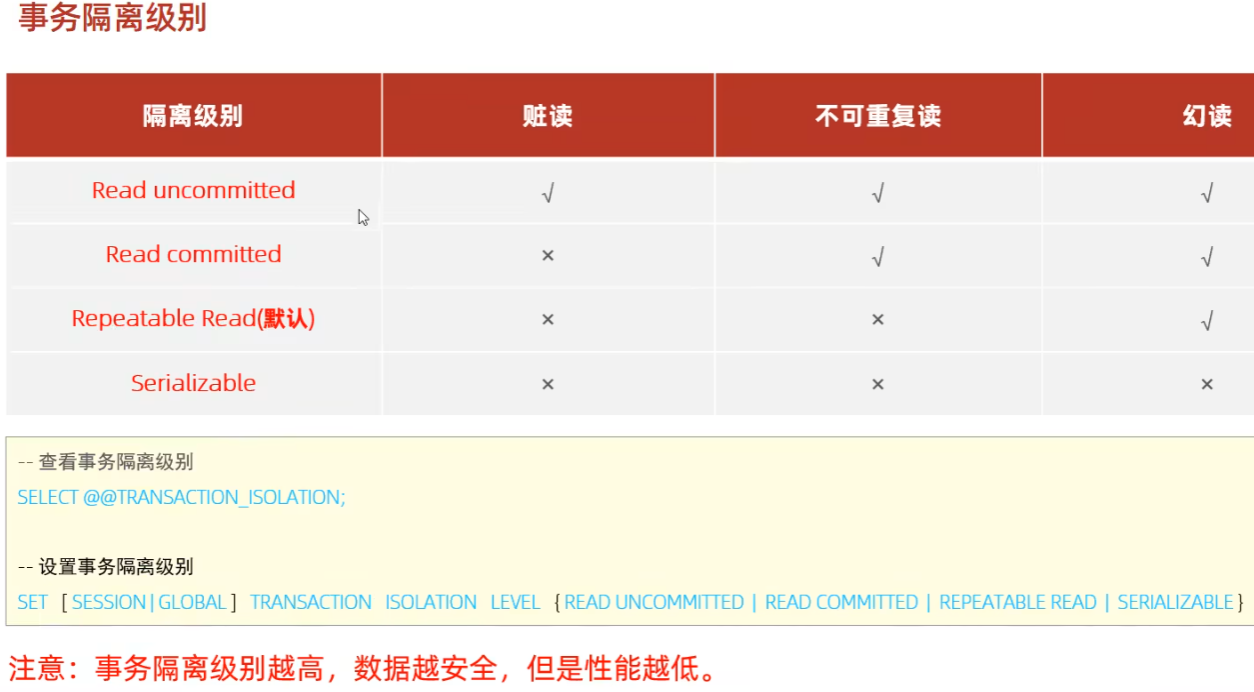 事务隔离级别
隔离级别 赃读 不可重复读 幻读
Read uncommitted √ √ √
Read committed × √ √
Repeatable Read(默认) × × √
Serializable × × ×
-- 查看事务隔离级别
SELECT @@TRANSACTION_ISOLATION;
-- 设置事务隔离级别
SET [ SESSION | GLOBAL ] TRANSACTION ISOLATION LEVEL { READ UNCOMMITTED | READ COMMITTED | REPEATABLE READ | SERIALIZABLE }
注意：事务隔离级别越高，数据越安全，但是性能越低。